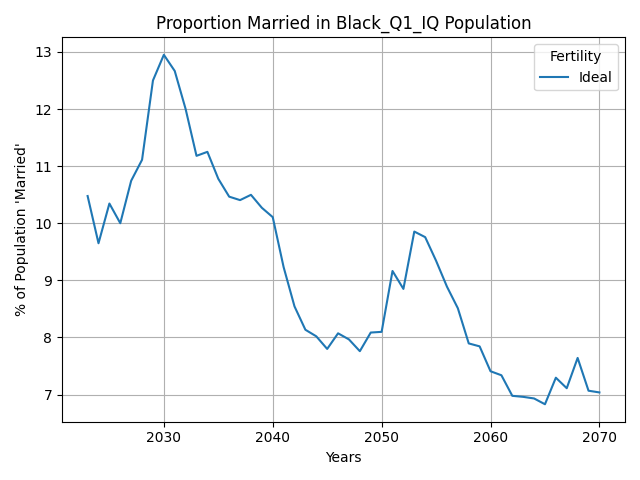 Proportion Married in Black_Q1_IQ Population
Fertility
Ideal
% of Population 'Married'
13
12
11
10
9
8
7
2030
2040
2050
2060
2070
Years